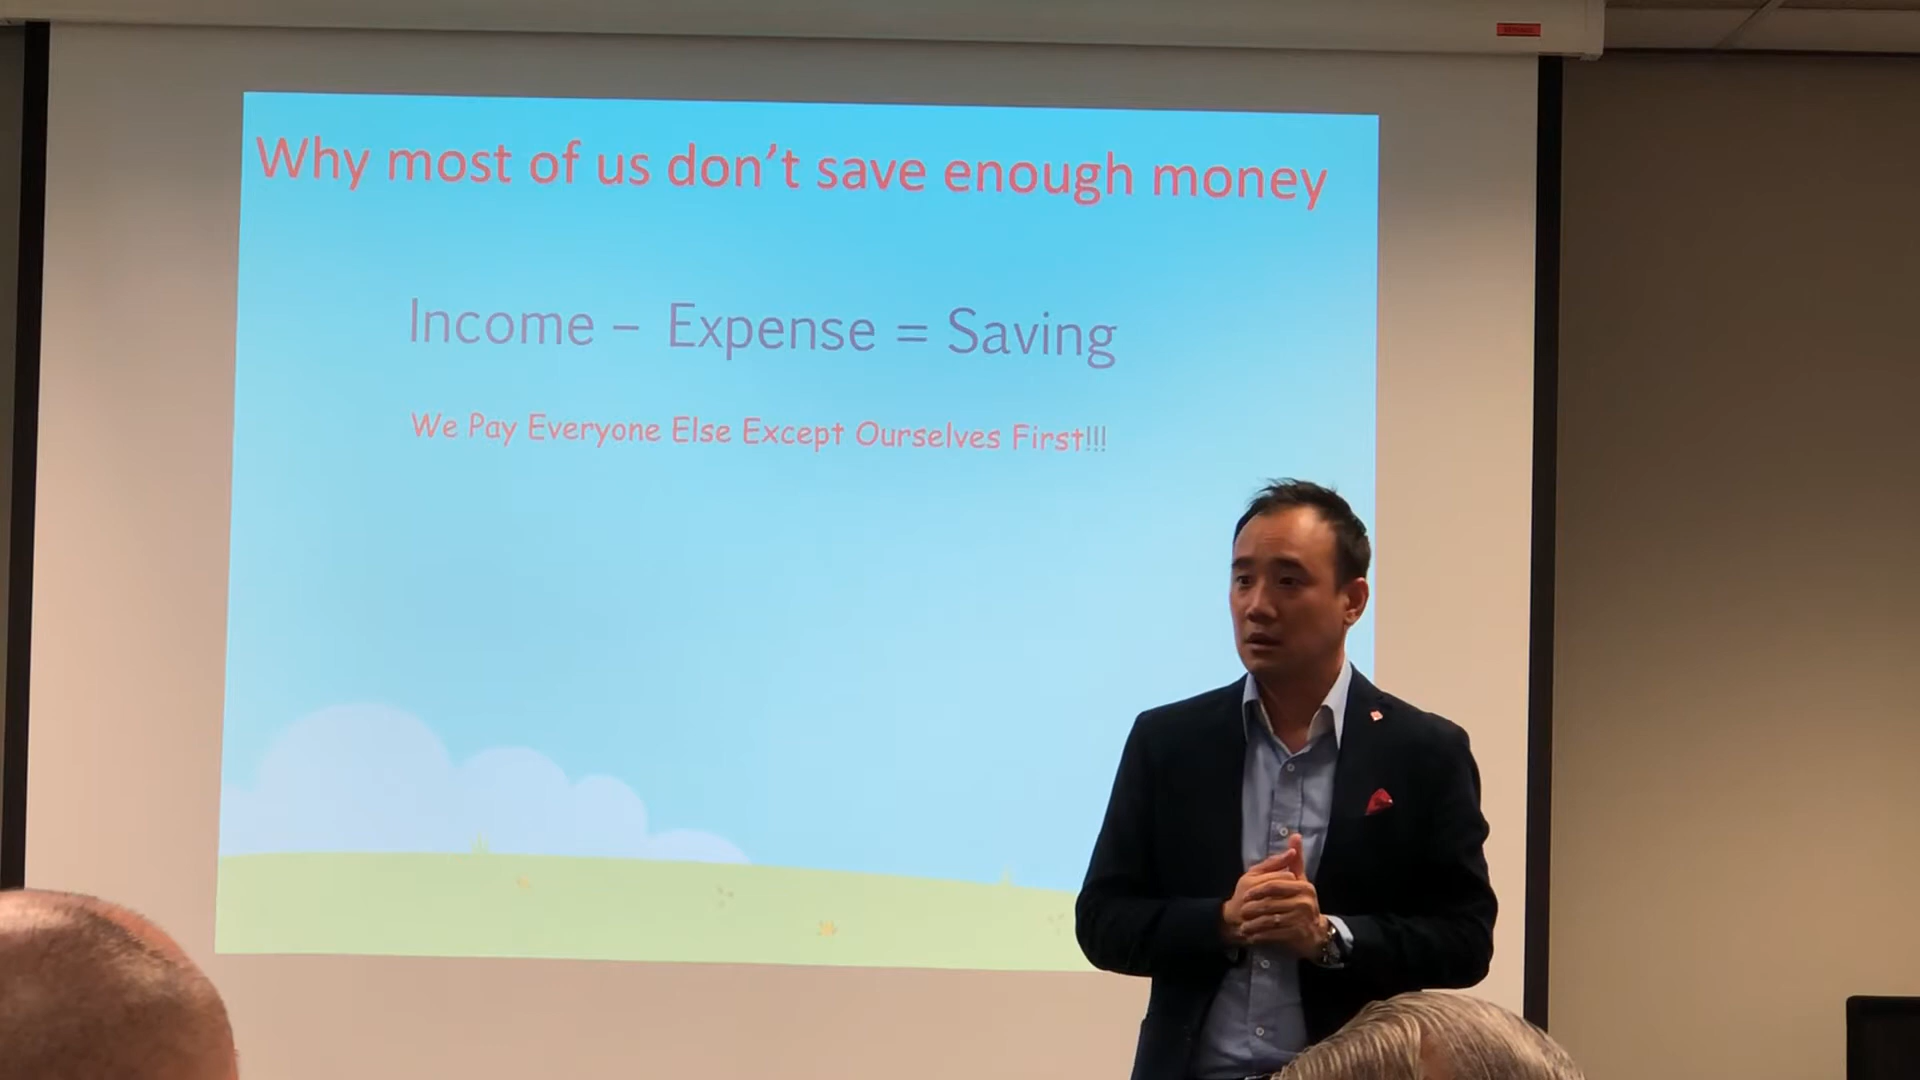 Why most of us don't save enough money
Income – Expense = Saving
We Pay Everyone Else Except Ourselves First!!!